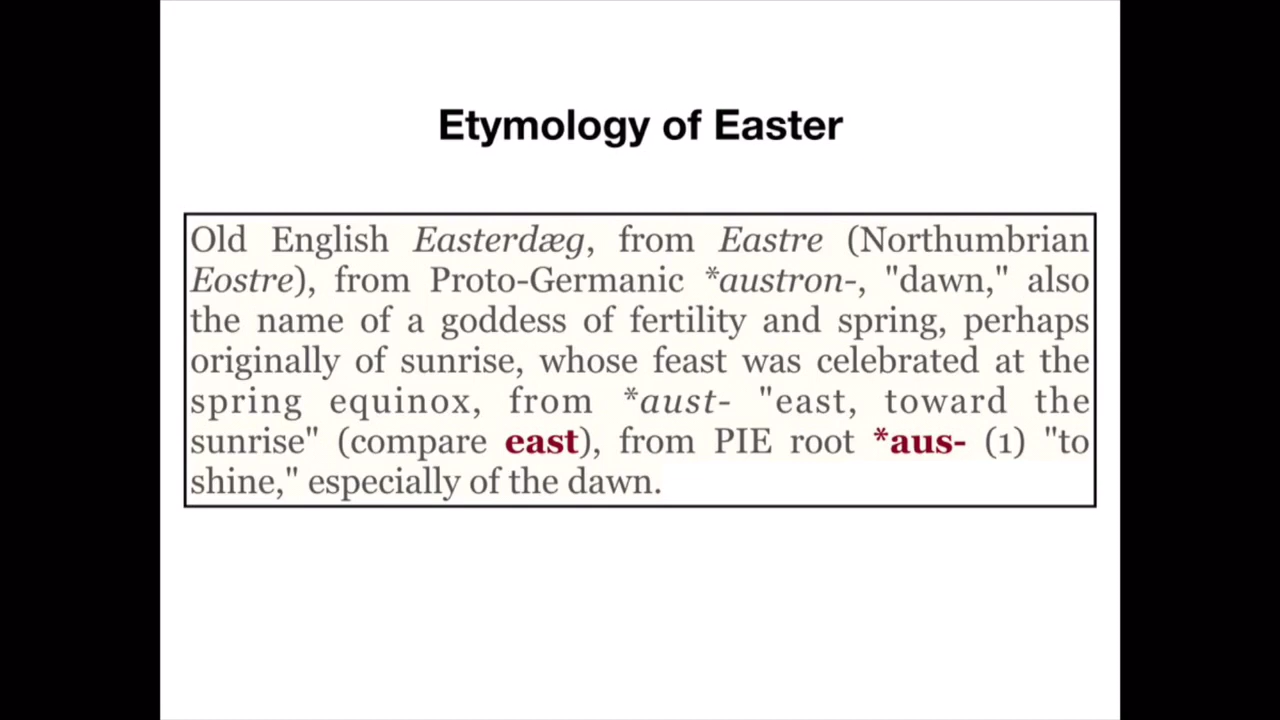 Etymology of Easter
Old English Easterdæg, from Eastre (Northumbrian
Eostre), from Proto-Germanic *austron-, "dawn," also
the name of a goddess of fertility and spring, perhaps
originally of sunrise, whose feast was celebrated at the
spring equinox, from *aust- "east, toward the
sunrise" (compare east), from PIE root *aus- (1) "to
shine," especially of the dawn.